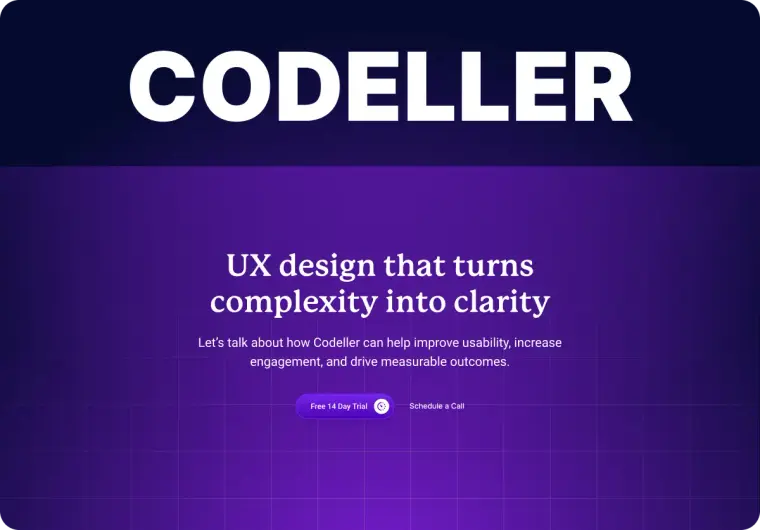 CODELLER
UX design that turns
complexity into clarity
Let’s talk about how Codeller can help improve usability, increase
engagement, and drive measurable outcomes.
Free 14 Day Trial
Schedule a Call